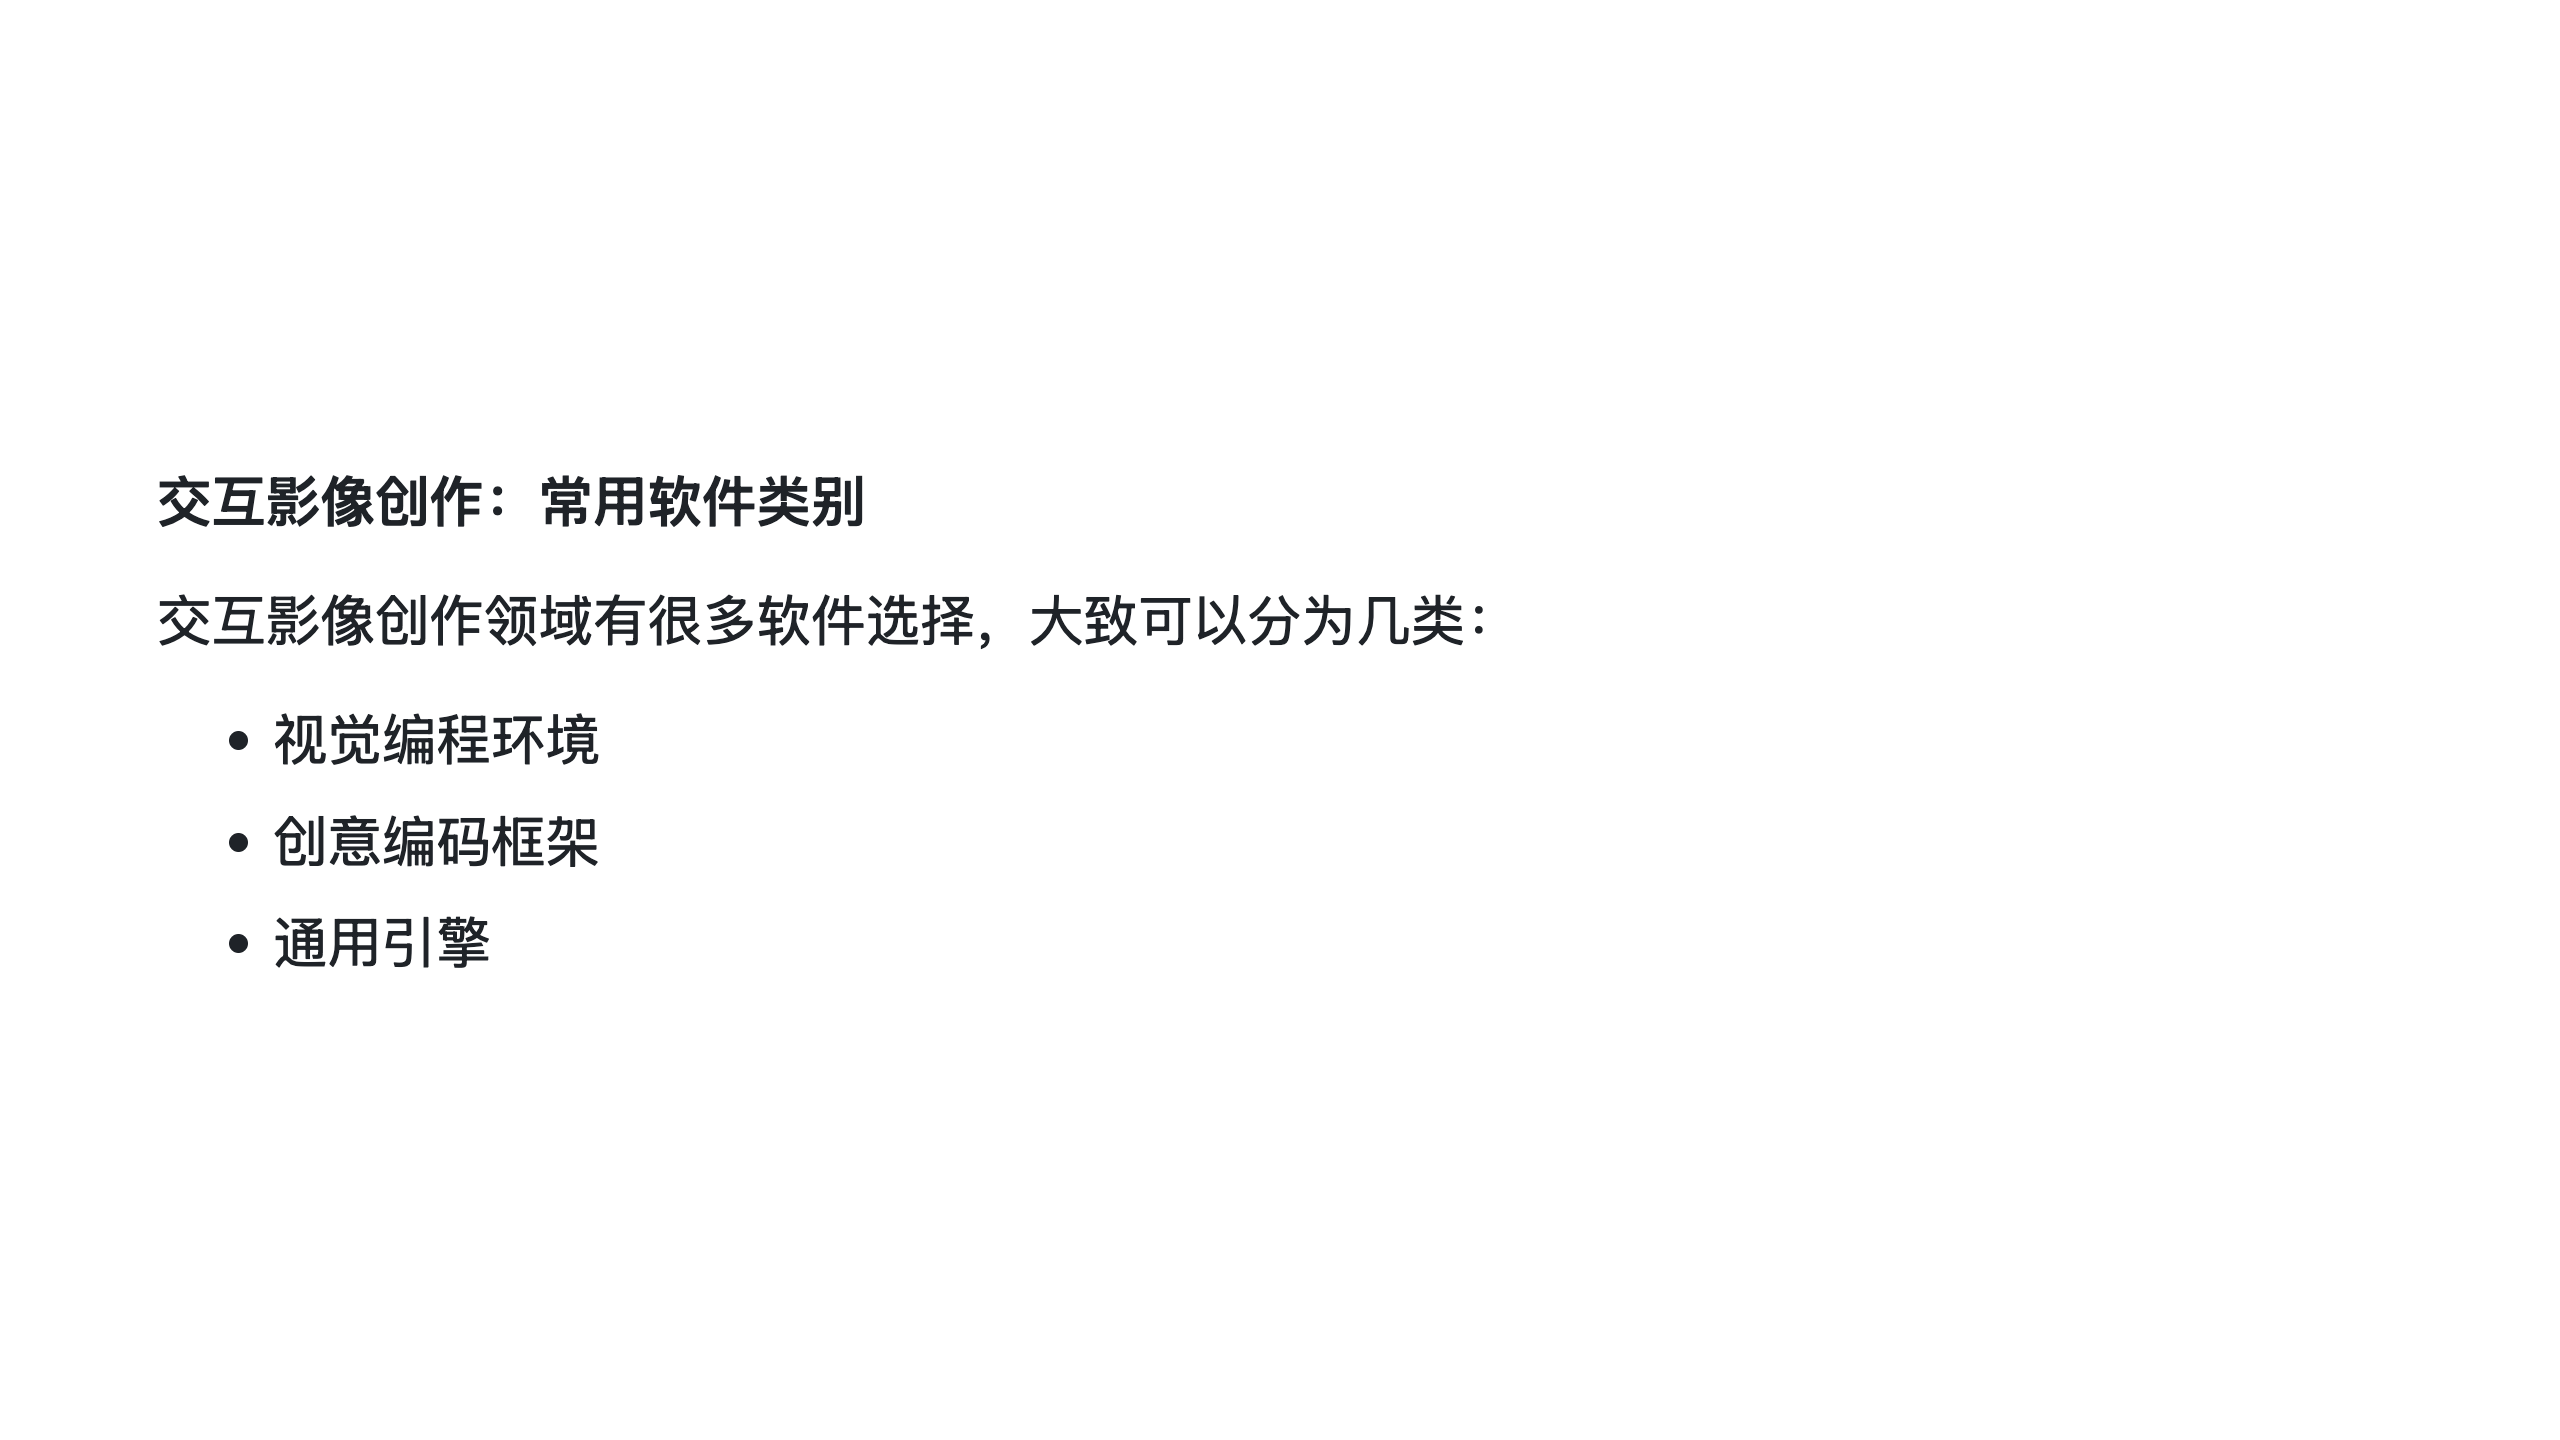 交互影像创作：常用软件类别
交互影像创作领域有很多软件选择，大致可以分为几类：
• 视觉编程环境
• 创意编码框架
• 通用引擎